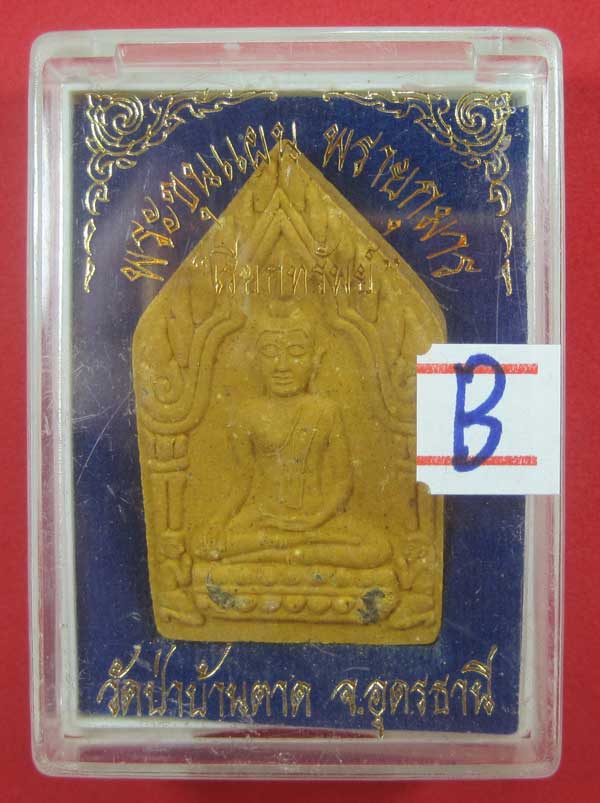 พระขุนแผน พรายกุมาร
"เรียกทรัพย์"
B
วัดป่าบ้านตาด จ.อุดรธานี